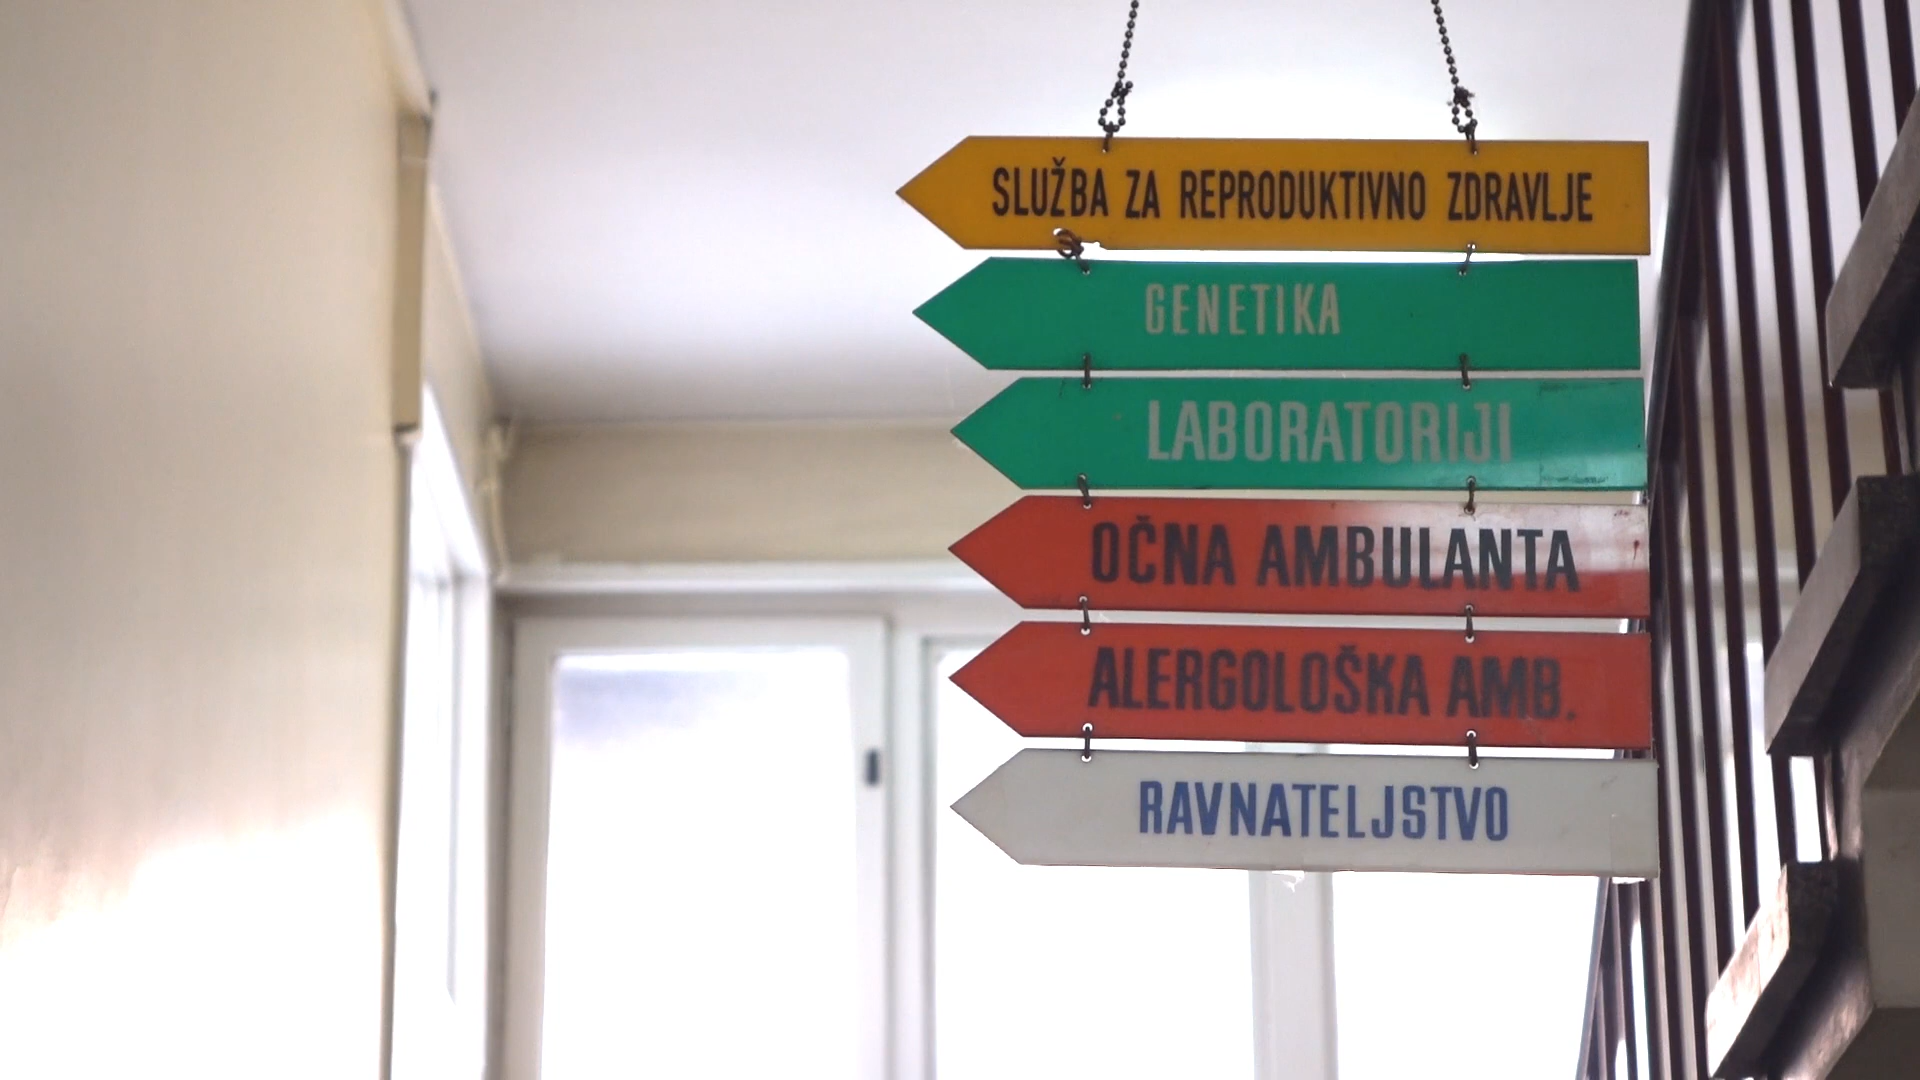 SLUŽBA ZA REPRODUKTIVNO ZDRAVLJE
GENETIKA
LABORATORIJI
OČNA AMBULANTA
ALERGOLOŠKA AMB.
RAVNATELJSTVO